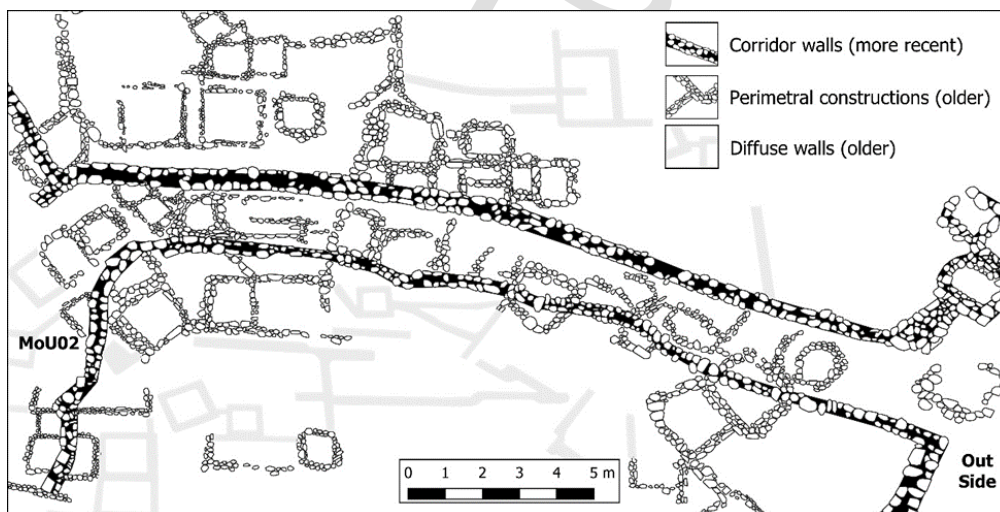 Corridor walls (more recent)
Perimetral constructions (older)
Diffuse walls (older)
MoU02
0 1 2 3 4 5 m
Out
Side